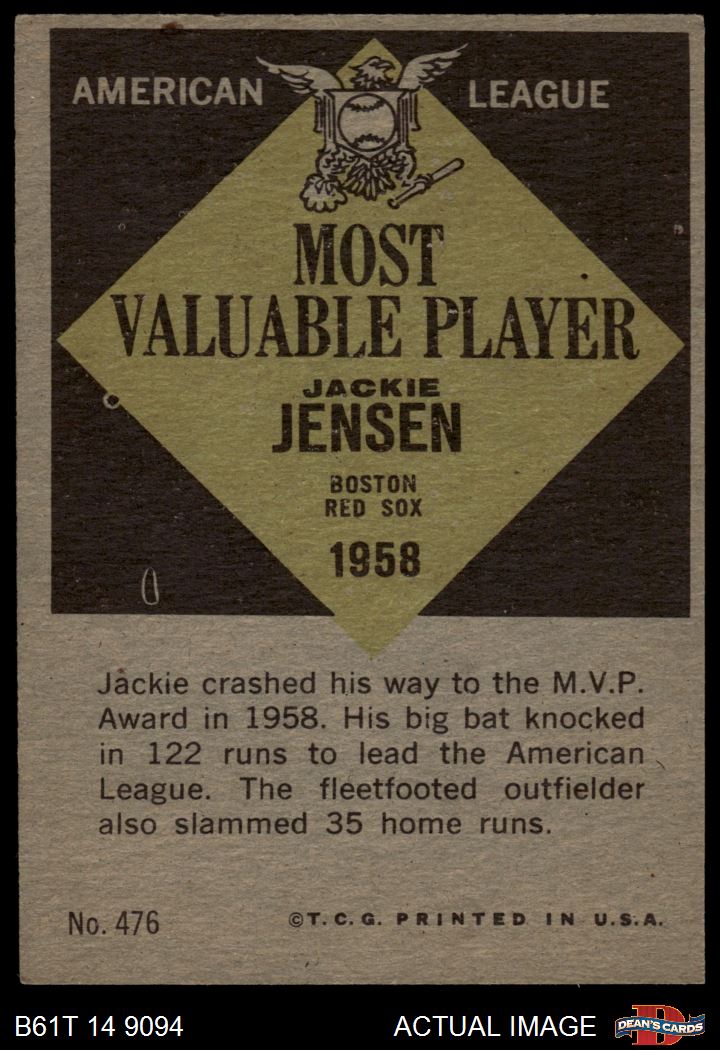 AMERICAN LEAGUE
MOST
VALUABLE PLAYER
JACKIE
JENSEN
BOSTON
RED SOX
1958
Jackie crashed his way to the M.V.P.
Award in 1958. His big bat knocked
in 122 runs to lead the American
League. The fleetfooted outfielder
also slammed 35 home runs.
No. 476 ©T.C.G. PRINTED IN U.S.A.
B61T 14 9094 ACTUAL IMAGE DEAN'S CARDS